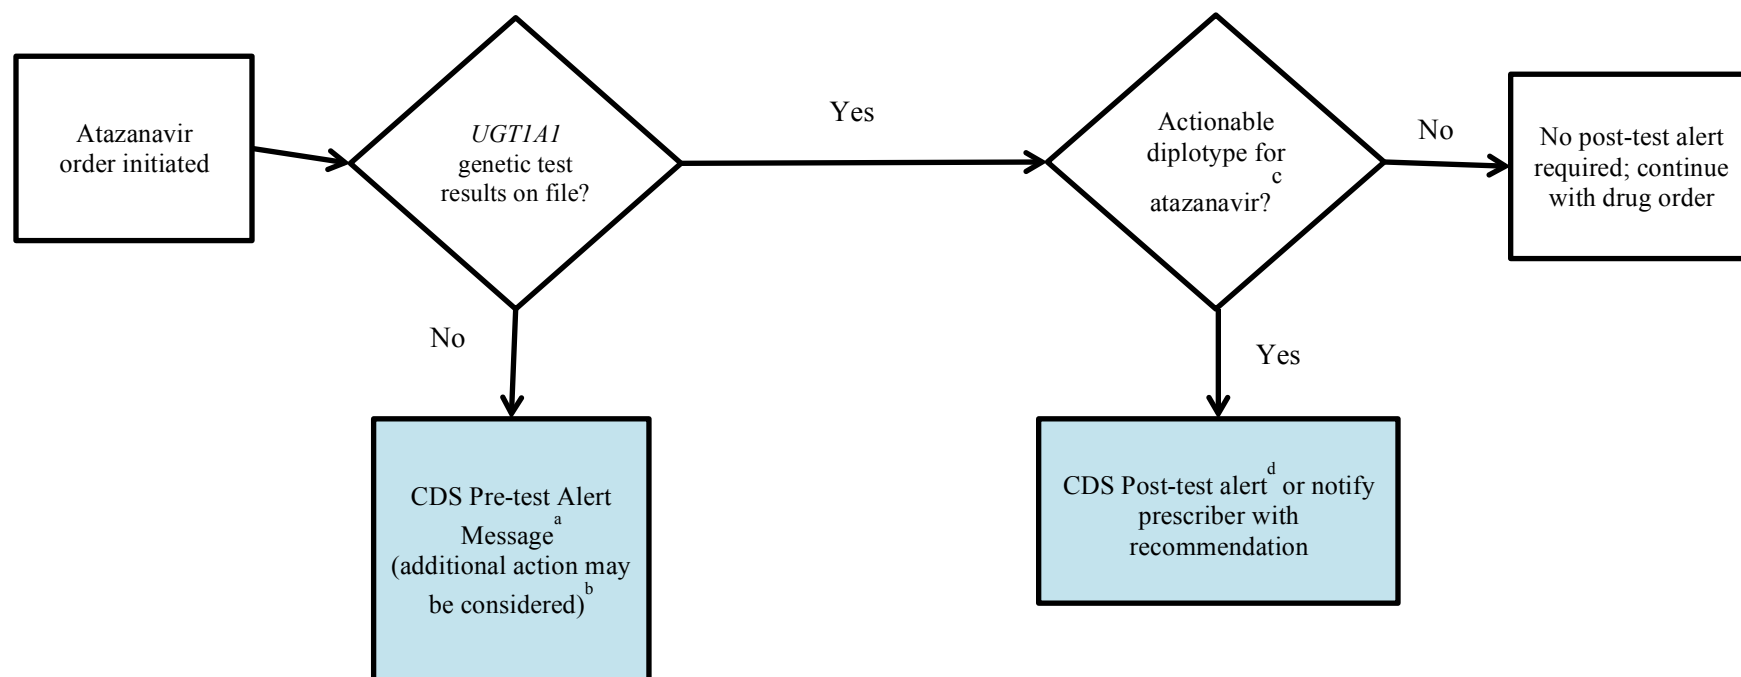 Atazanavir
order initiated
UGT1A1
genetic test
results on file?
Yes
Actionable
diplotype for
atazanavir?c
No
No post-test alert
required; continue
with drug order
No
Yes
CDS Pre-test Alert
Messagea
(additional action may
be considered)b
CDS Post-test alertd or notify
prescriber with
recommendation